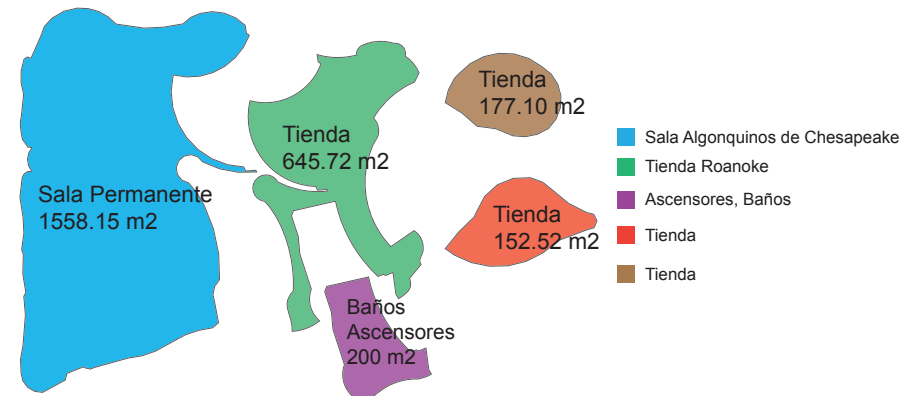 Sala Permanente
1558.15 m2
Tienda
645.72 m2
Tienda
177.10 m2
Tienda
152.52 m2
Baños
Ascensores
200 m2
Sala Algonquinos de Chesapeake
Tienda Roanoke
Ascensores, Baños
Tienda
Tienda